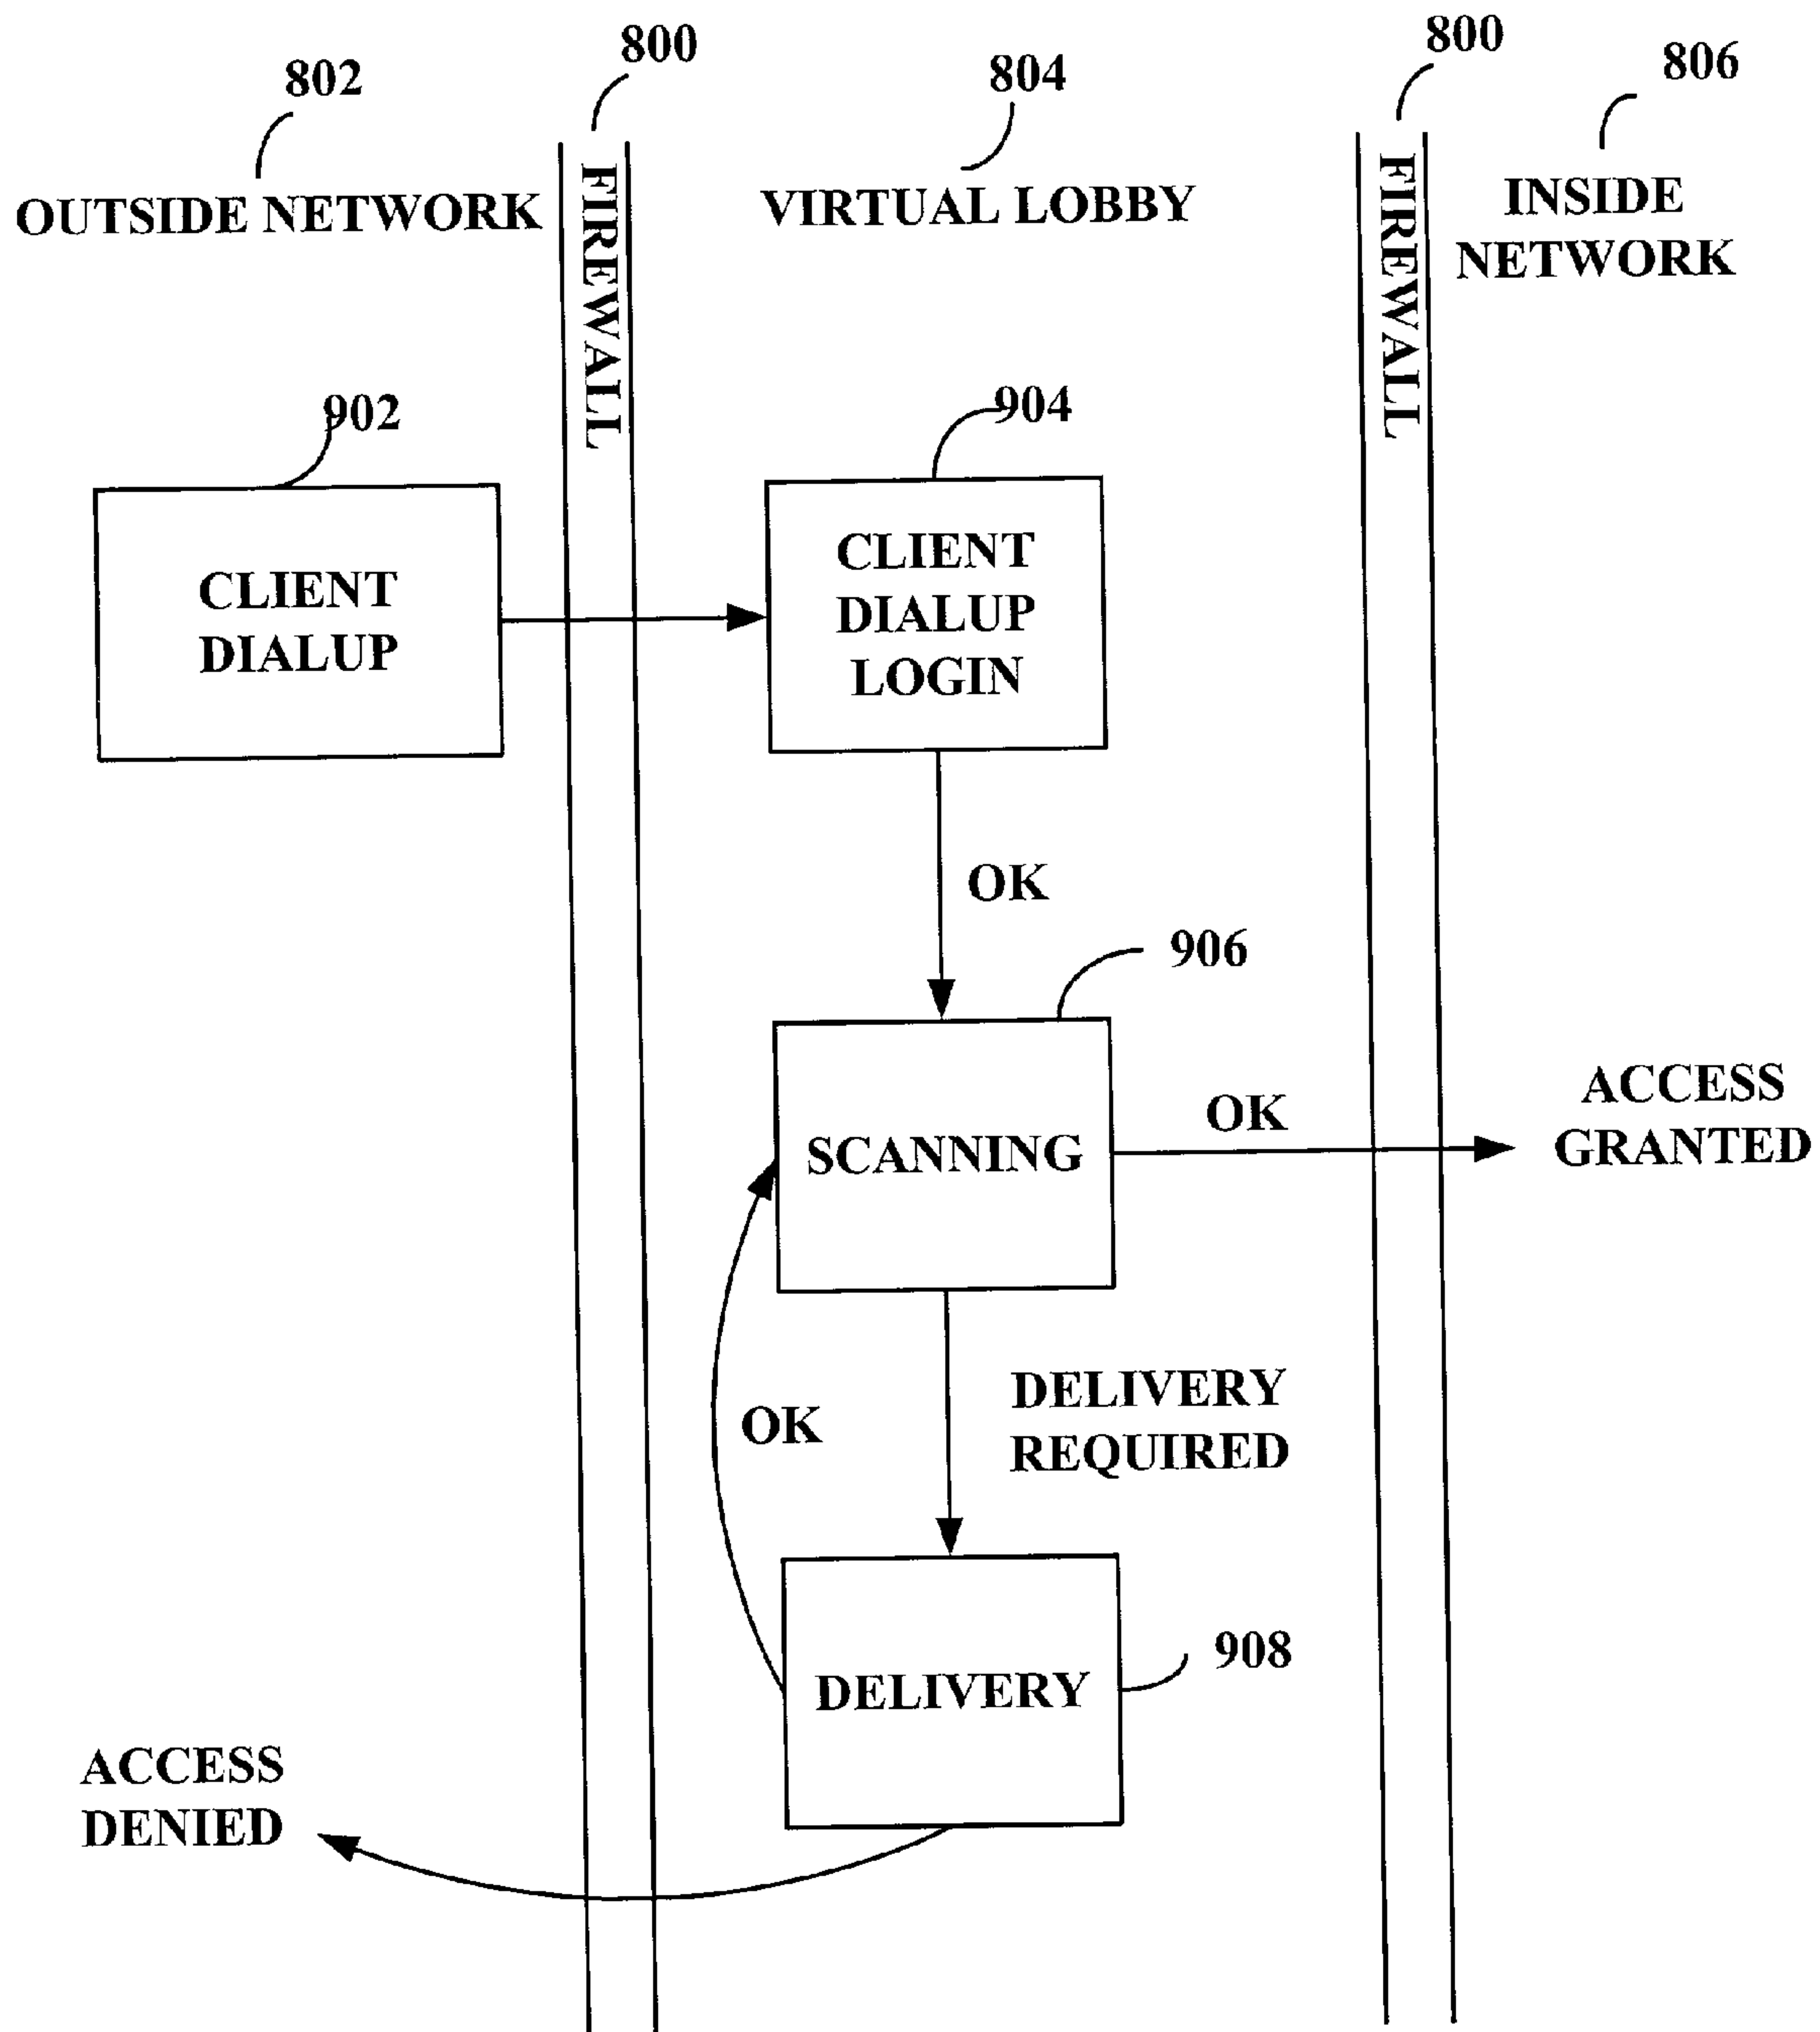 802
800
804
800
806
OUTSIDE NETWORK
FIREWALL
VIRTUAL LOBBY
FIREWALL
INSIDE
NETWORK
902
904
CLIENT
DIALUP
CLIENT
DIALUP
LOGIN
OK
906
SCANNING
OK
ACCESS
GRANTED
OK
DELIVERY
REQUIRED
DELIVERY
908
ACCESS
DENIED